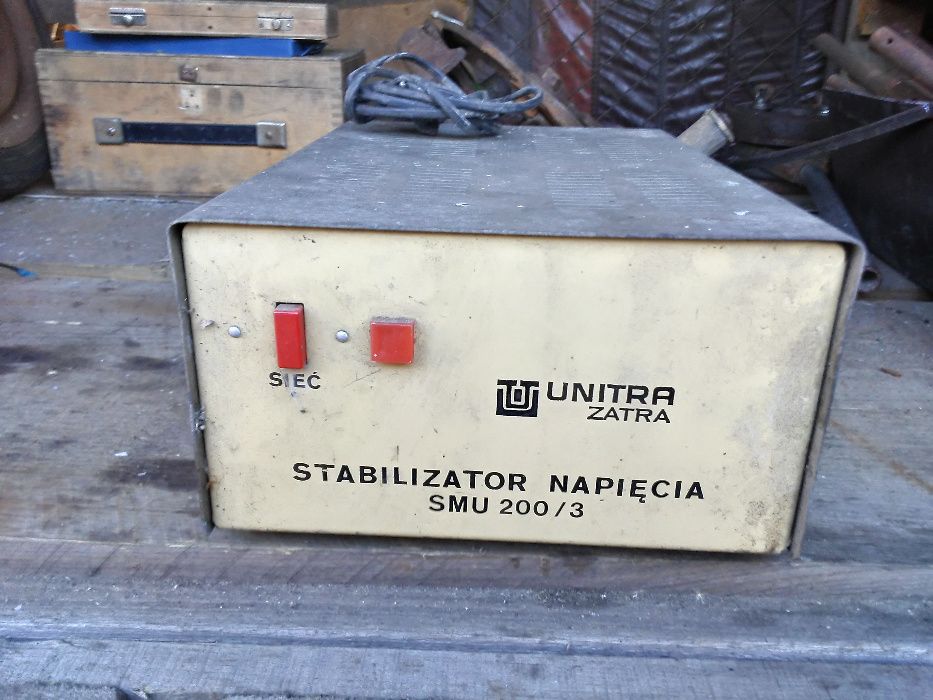 SIEĆ
UNITRA
ZATRA
STABILIZATOR NAPIĘCIA
SMU 200/3